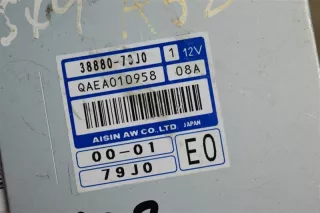 38880-79J0 1 12V
QAEA010958 08A
AISIN AW CO.,LTD JAPAN
00-01
79J0 E0